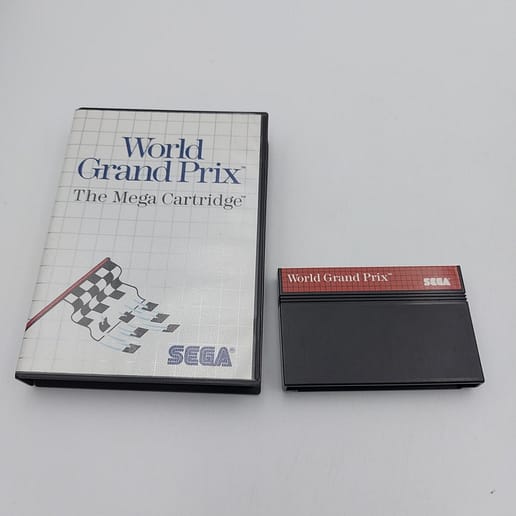 World
Grand Prix™
The Mega Cartridge™
SEGA®
World Grand Prix™
SEGA